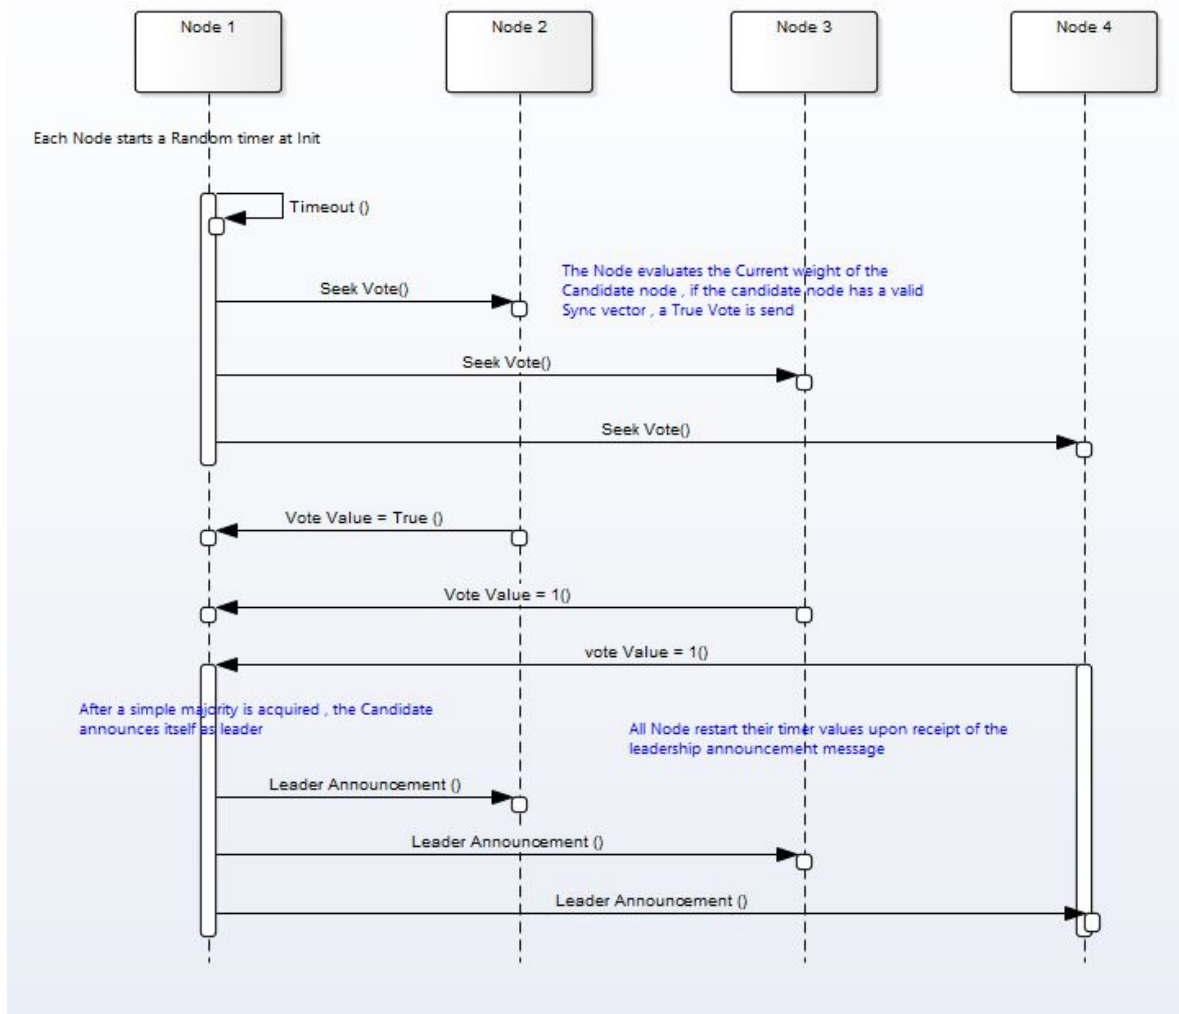 Node 1
Node 2
Node 3
Node 4
Each Node starts a Random timer at Init
Timeout ()
The Node evaluates the Current weight of the
Candidate node , if the candidate node has a valid
Sync vector , a True Vote is send
Seek Vote()
Seek Vote()
Seek Vote()
Vote Value = True ()
Vote Value = 1()
vote Value = 1()
After a simple majority is acquired , the Candidate
announces itself as leader
All Node restart their timer values upon receipt of the
leadership announcement message
Leader Announcement ()
Leader Announcement ()
Leader Announcement ()